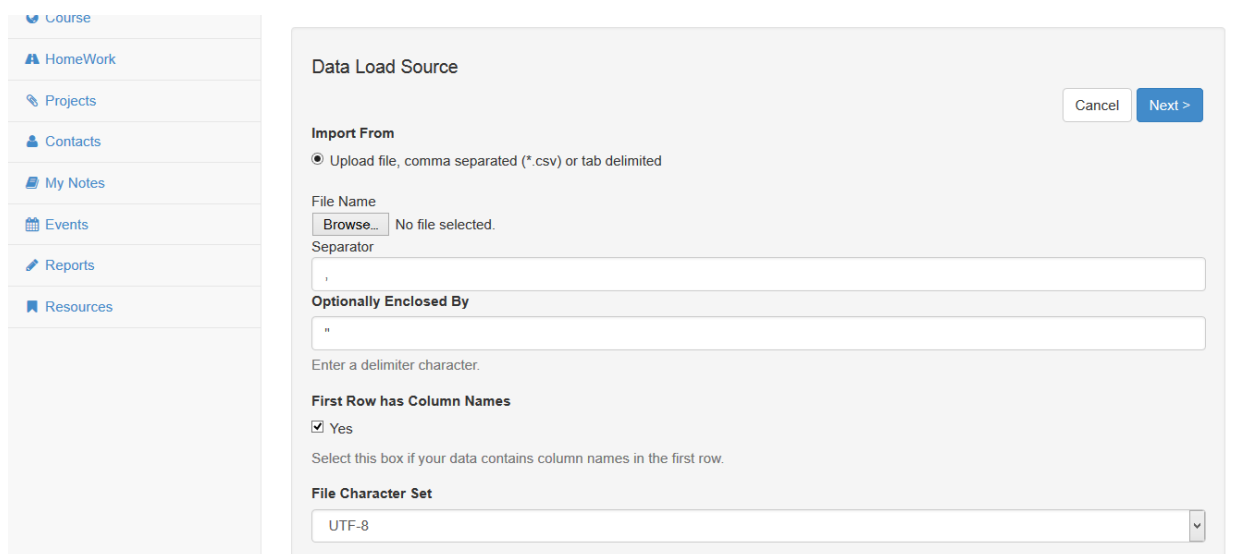 Course
HomeWork
Projects
Contacts
My Notes
Events
Reports
Resources
Data Load Source
Cancel
Next >
Import From
Upload file, comma separated (*.csv) or tab delimited
File Name
Browse... No file selected.
Separator
,
Optionally Enclosed By
"
Enter a delimiter character.
First Row has Column Names
Yes
Select this box if your data contains column names in the first row.
File Character Set
UTF-8